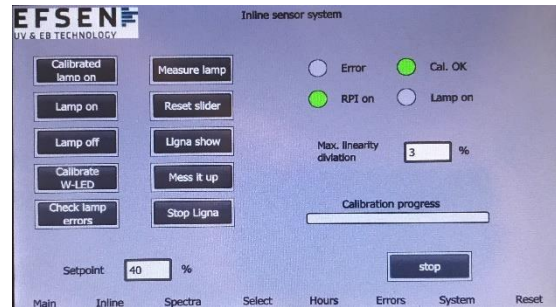 EFSEN
UV & EB TECHNOLOGY
Inline sensor system
Calibrated
lamp on
Measure lamp
Error
Cal. OK
Lamp on
Reset slider
RPI on
Lamp on
Lamp off
Ligna show
Max. linearity
diviation
3
%
Calibrate
W-LED
Mess it up
Check lamp
errors
Stop Ligna
Calibration progress
Setpoint
40
%
stop
Main
Inline
Spectra
Select
Hours
Errors
System
Reset